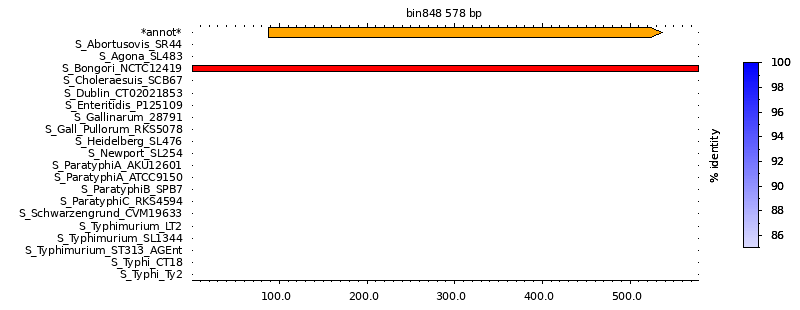 bin848 578 bp
*annot*
S_Abortusovis_SR44
S_Agona_SL483
S_Bongori_NCTC12419
S_Choleraesuis_SCB67
S_Dublin_CT02021853
S_Enteritidis_P125109
S_Gallinarum_28791
S_Gall_Pullorum_RKS5078
S_Heidelberg_SL476
S_Newport_SL254
S_ParatyphiA_AKU12601
S_ParatyphiA_ATCC9150
S_ParatyphiB_SPB7
S_ParatyphiC_RKS4594
S_Schwarzengrund_CVM19633
S_Typhimurium_LT2
S_Typhimurium_SL1344
S_Typhimurium_ST313_AGEnt
S_Typhi_CT18
S_Typhi_Ty2
100.0 200.0 300.0 400.0 500.0
% identity
100
98
96
94
92
90
88
86